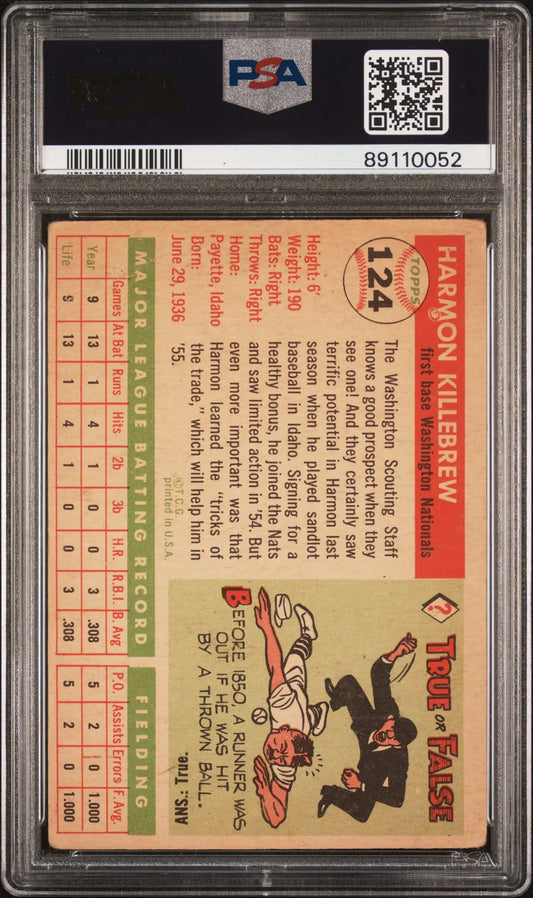 PSA
89110052
HARMON KILLEBREW
first base Washington Nationals
TOPPS
124
Height: 6'
Weight: 190
Bats: Right
Throws: Right
Home:
Payette, Idaho
Born:
June 29, 1936
The Washington Scouting Staff
knows a good prospect when they
see one! And they certainly saw
terrific potential in Harmon last
season when he played sandlot
baseball in Idaho. Signing for a
healthy bonus, he joined the Nats
and saw limited action in '54. But
even more important was that
Harmon learned the "tricks of
the trade," which will help him in
'55.
©T.C.G.
printed in U.S.A.
?
TRUE OR FALSE
BEFORE 1850, A RUNNER WAS
OUT IF HE WAS HIT
BY A THROWN BALL.
ANS.: True.
MAJOR LEAGUE BATTING RECORD
FIELDING
Games At Bat Runs Hits 2b 3b H.R. R.B.I. B. Avg P.O. Assists Errors F. Avg.
Year 9 13 1 4 1 0 0 3 .308 5 2 0 1.000
Life 9 13 1 4 1 0 0 3 .308 5 2 0 1.000
PSA